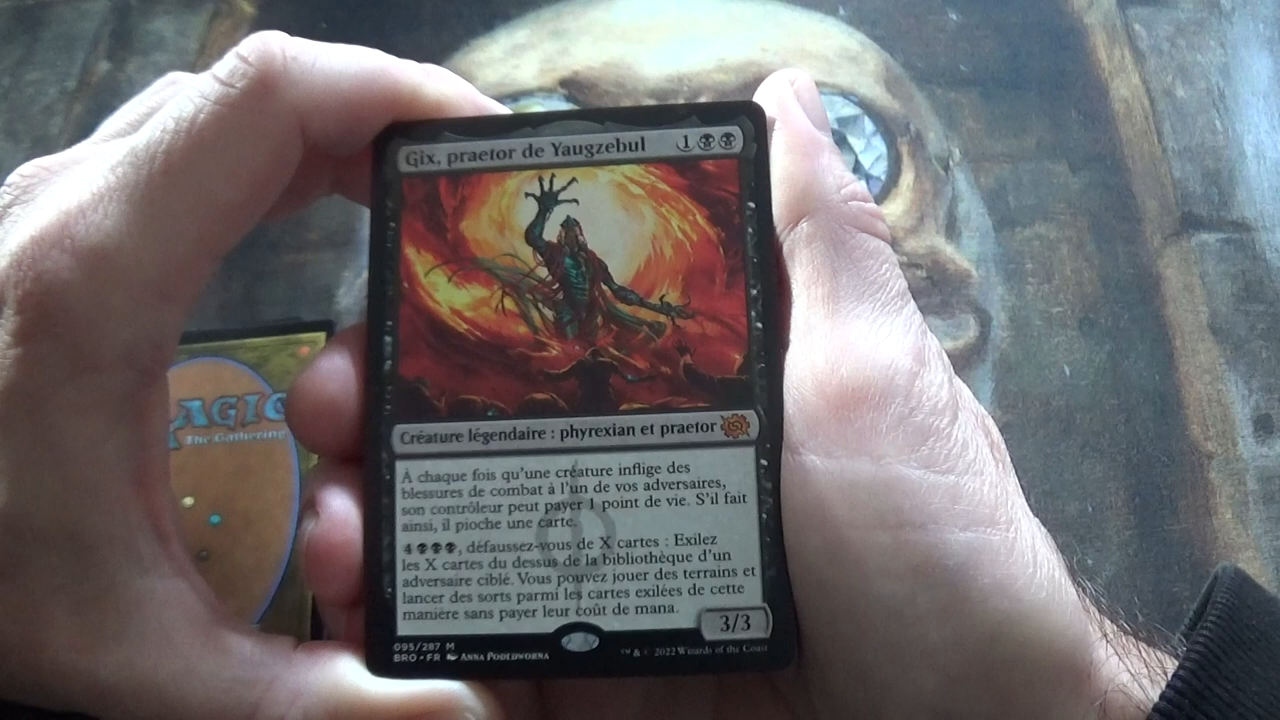 Gix, praetor de Yaugzebul 1
Créature légendaire : phyrexian et praetor
À chaque fois qu'une créature inflige des
blessures de combat à l'un de vos adversaires,
son contrôleur peut payer 1 point de vie. S'il fait
ainsi, il pioche une carte.
4, défaussez-vous de X cartes : Exilez
les X cartes du dessus de la bibliothèque d'un
adversaire ciblé. Vous pouvez jouer des terrains et
lancer des sorts parmi les cartes exilées de cette
manière sans payer leur coût de mana.
3/3
095/287 M
BRO • FR Anna Podedworna
™ & © 2022 Wizards of the Coast
AGIC
The Gathering